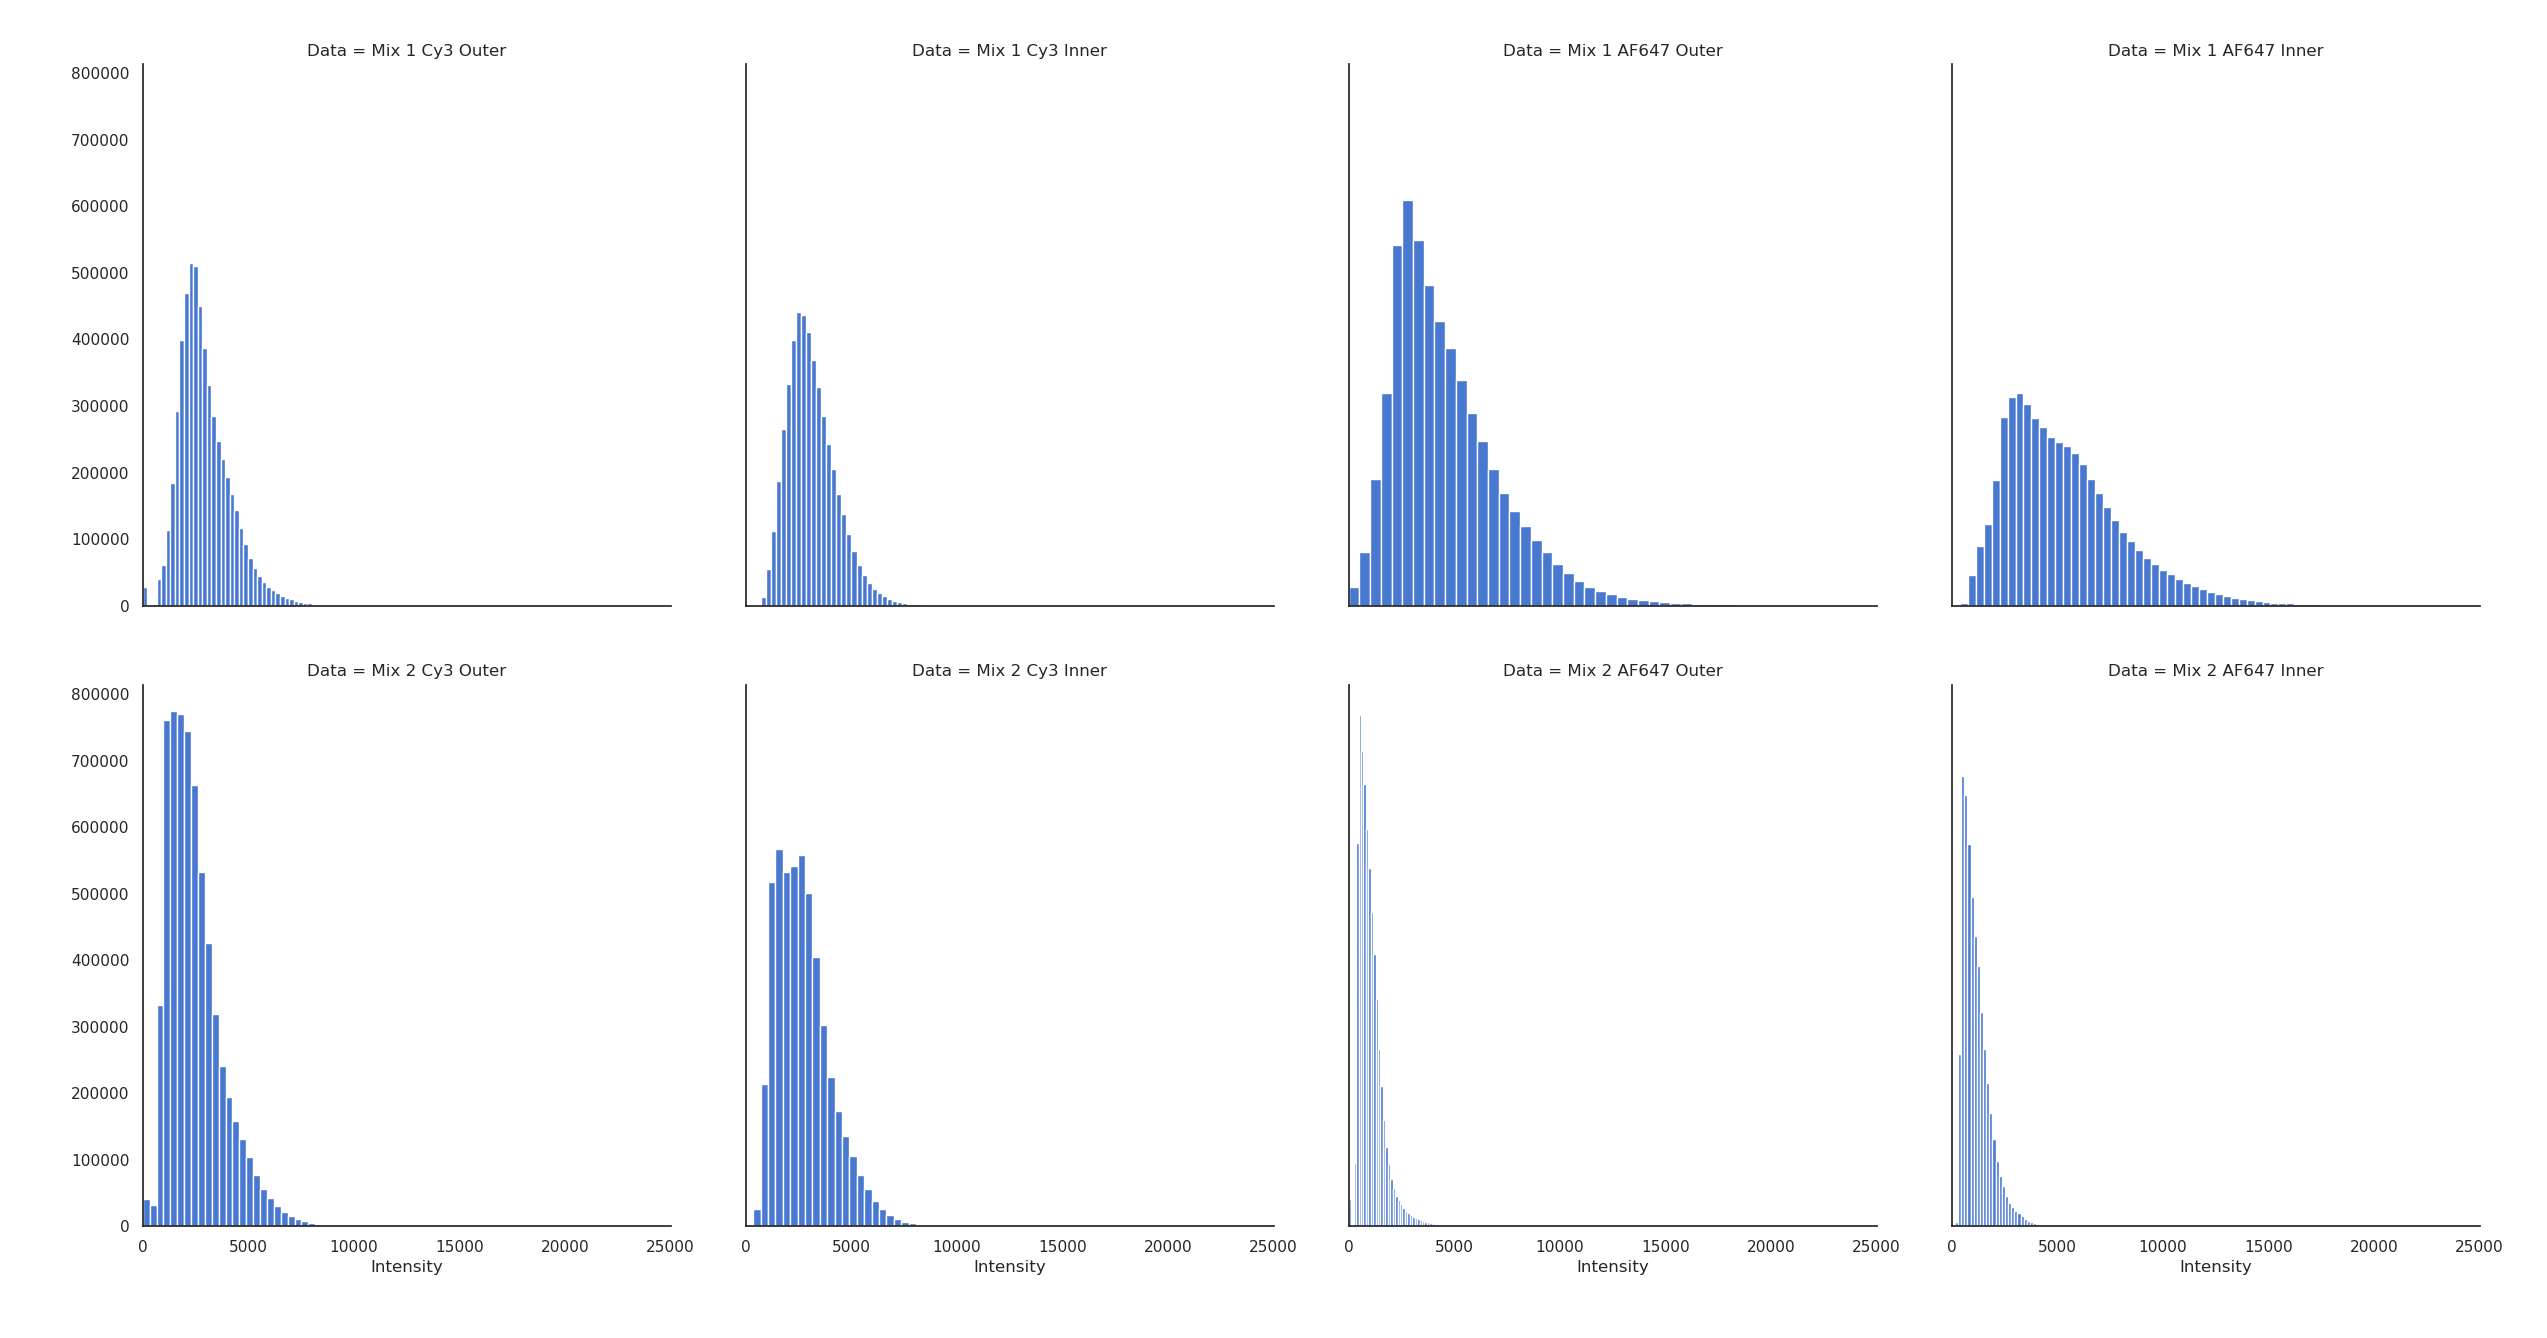 Data = Mix 1 Cy3 Outer
Data = Mix 1 Cy3 Inner
Data = Mix 1 AF647 Outer
Data = Mix 1 AF647 Inner
800000
700000
600000
500000
400000
300000
200000
100000
0
Data = Mix 2 Cy3 Outer
Data = Mix 2 Cy3 Inner
Data = Mix 2 AF647 Outer
Data = Mix 2 AF647 Inner
800000
700000
600000
500000
400000
300000
200000
100000
0
0 5000 10000 15000 20000 25000
Intensity
0 5000 10000 15000 20000 25000
Intensity
0 5000 10000 15000 20000 25000
Intensity
0 5000 10000 15000 20000 25000
Intensity